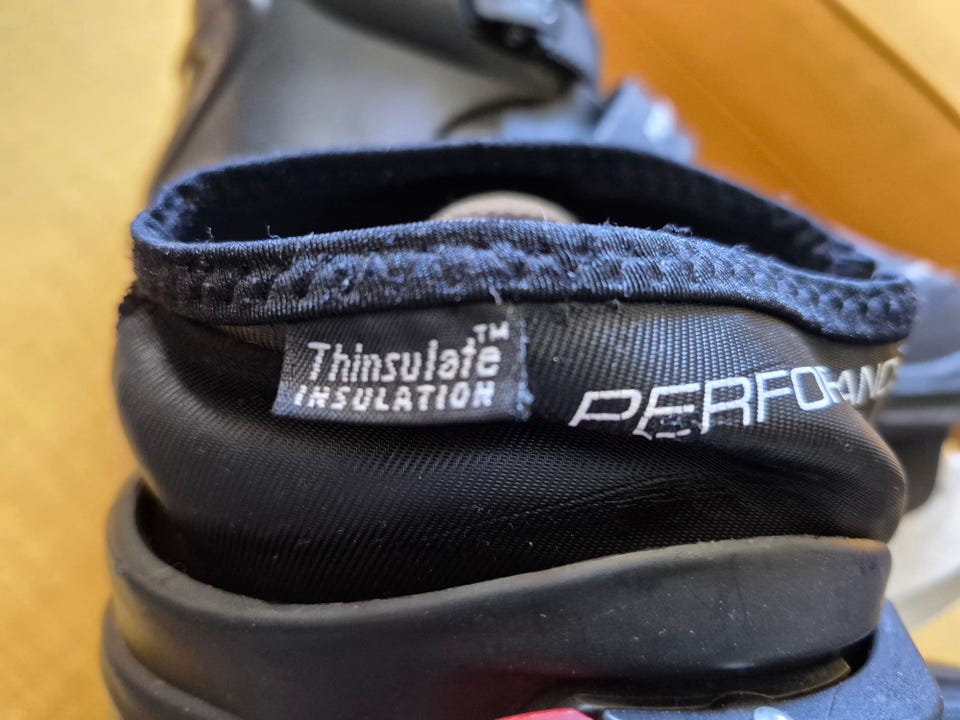 Thinsulate™
INSULATION
PERFORMANC